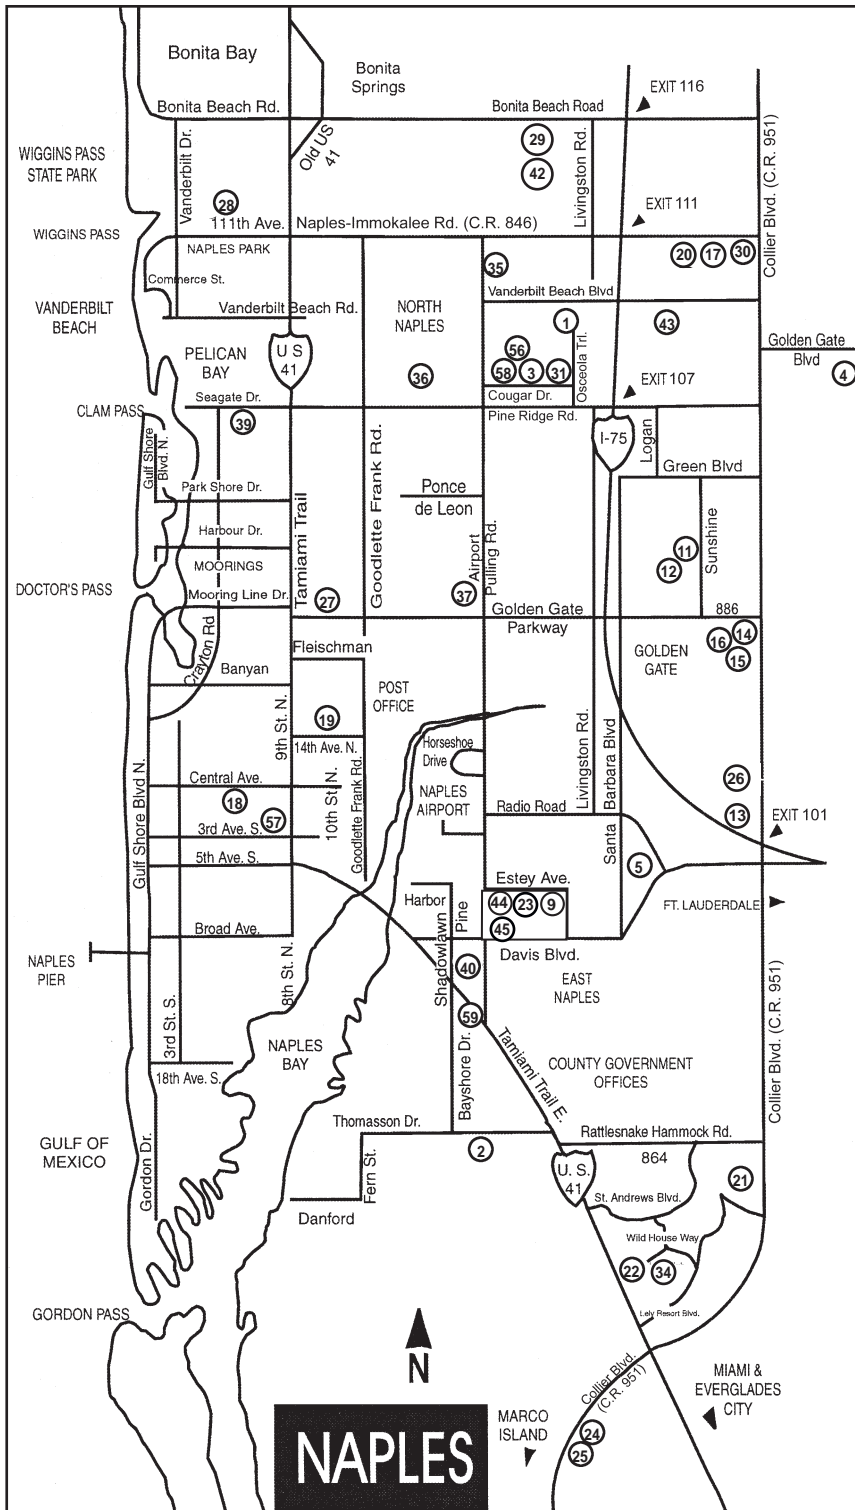 Bonita Bay
Bonita
Springs
EXIT 116
Bonita Beach Rd.
Bonita Beach Road
Old US
41
Vanderbilt Dr.
Livingston Rd.
Collier Blvd. (C.R. 951)
29
42
WIGGINS PASS
STATE PARK
28
EXIT 111
111th Ave.
Naples-Immokalee Rd. (C.R. 846)
WIGGINS PASS
NAPLES PARK
20
17
30
35
Commerce St.
Vanderbilt Beach Blvd
VANDERBILT
BEACH
Vanderbilt Beach Rd.
NORTH
NAPLES
1
43
Osceola Trl.
Golden Gate
Blvd
4
PELICAN
BAY
U S
41
56
58
3
31
36
EXIT 107
Seagate Dr.
Cougar Dr.
CLAM PASS
Pine Ridge Rd.
39
I-75
Logan
Gulf Shore
Blvd. N.
Goodlette Frank Rd.
Green Blvd
Park Shore Dr.
Ponce
de Leon
Tamiami Trail
Sunshine
Harbour Dr.
Airport
Pulling Rd.
11
12
MOORINGS
DOCTOR'S PASS
Mooring Line Dr.
27
37
Golden Gate
Parkway
886
Crayton Rd
Fleischman
GOLDEN
GATE
16
14
15
Banyan
POST
OFFICE
9th St. N.
19
14th Ave. N.
Horseshoe
Drive
Livingston Rd.
Santa Barbara Blvd
Gulf Shore Blvd N.
Central Ave.
10th St. N.
Goodlette Frank Rd.
NAPLES
AIRPORT
26
18
57
Radio Road
13
EXIT 101
3rd Ave. S.
5th Ave. S.
5
Estey Ave.
Harbor
44
23
9
45
FT. LAUDERDALE
Broad Ave.
Shadowlawn
Pine
Davis Blvd.
NAPLES
PIER
8th St. N.
40
EAST
NAPLES
Collier Blvd. (C.R. 951)
3rd St. S.
59
NAPLES
BAY
Bayshore Dr.
Tamiami Trail E.
COUNTY GOVERNMENT
OFFICES
18th Ave. S.
Thomasson Dr.
Rattlesnake Hammock Rd.
GULF OF
MEXICO
Gordon Dr.
2
864
Fern St.
U. S.
41
21
St. Andrews Blvd.
Danford
Wild House Way
22
34
GORDON PASS
Lely Resort Blvd.
N
Collier Blvd.
(C.R. 951)
MIAMI &
EVERGLADES
CITY
MARCO
ISLAND
24
25
NAPLES